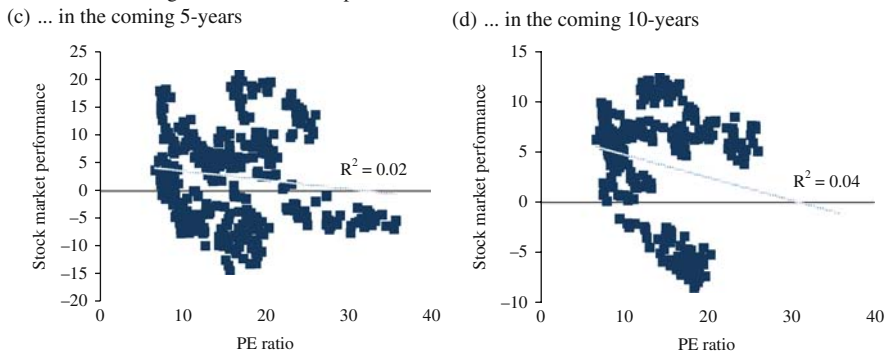 (c) ... in the coming 5-years
Stock market performance
25
20
15
10
5
0
–5
–10
–15
–20
R² = 0.02
0 10 20 30 40
PE ratio
(d) ... in the coming 10-years
Stock market performance
15
10
5
0
–5
–10
R² = 0.04
0 10 20 30 40
PE ratio